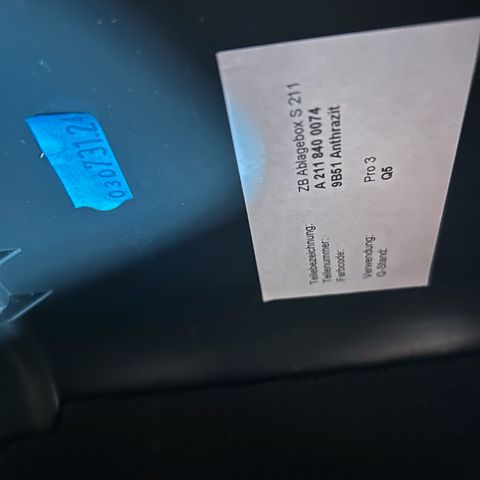 030731.24
Teilebezeichnung: ZB Ablagebox S 211
Teilenummer: A 211 840 0074
Farbcode: 9B51 Anthrazit
Verwendung: Pro 3
Q-Stand: Q5